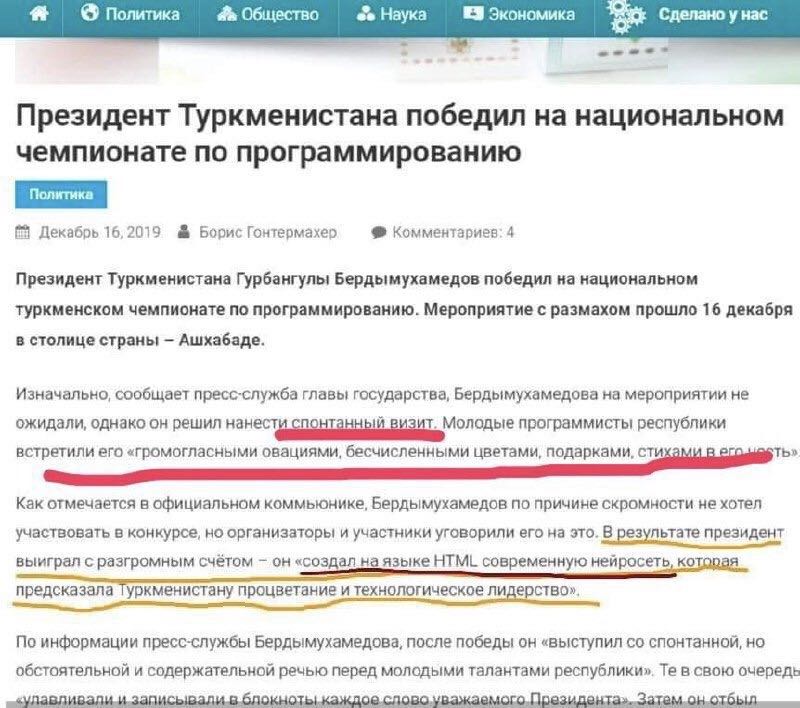 Политика Общество Наука Экономика Сделано у нас
Президент Туркменистана победил на национальном
чемпионате по программированию
Политика
Декабрь 16, 2019 Борис Гонтермахер Комментариев: 4
Президент Туркменистана Гурбангулы Бердымухамедов победил на национальном
туркменском чемпионате по программированию. Мероприятие с размахом прошло 16 декабря
в столице страны – Ашхабаде.
Изначально, сообщает пресс-служба главы государства, Бердымухамедова на мероприятии не
ожидали, однако он решил нанести спонтанный визит. Молодые программисты республики
встретили его «громогласными овациями, бесчисленными цветами, подарками, стихами в его честь».
Как отмечается в официальном коммьюнике, Бердымухамедов по причине скромности не хотел
участвовать в конкурсе, но организаторы и участники уговорили его на это. В результате президент
выиграл с разгромным счётом – он «создал на языке HTML современную нейросеть, которая
предсказала Туркменистану процветание и технологическое лидерство».
По информации пресс-службы Бердымухамедова, после победы он «выступил со спонтанной, но
обстоятельной и содержательной речью перед молодыми талантами республики». Те в свою очередь
«улавливали и записывали в блокноты каждое слово уважаемого Президента». Затем он отбыл